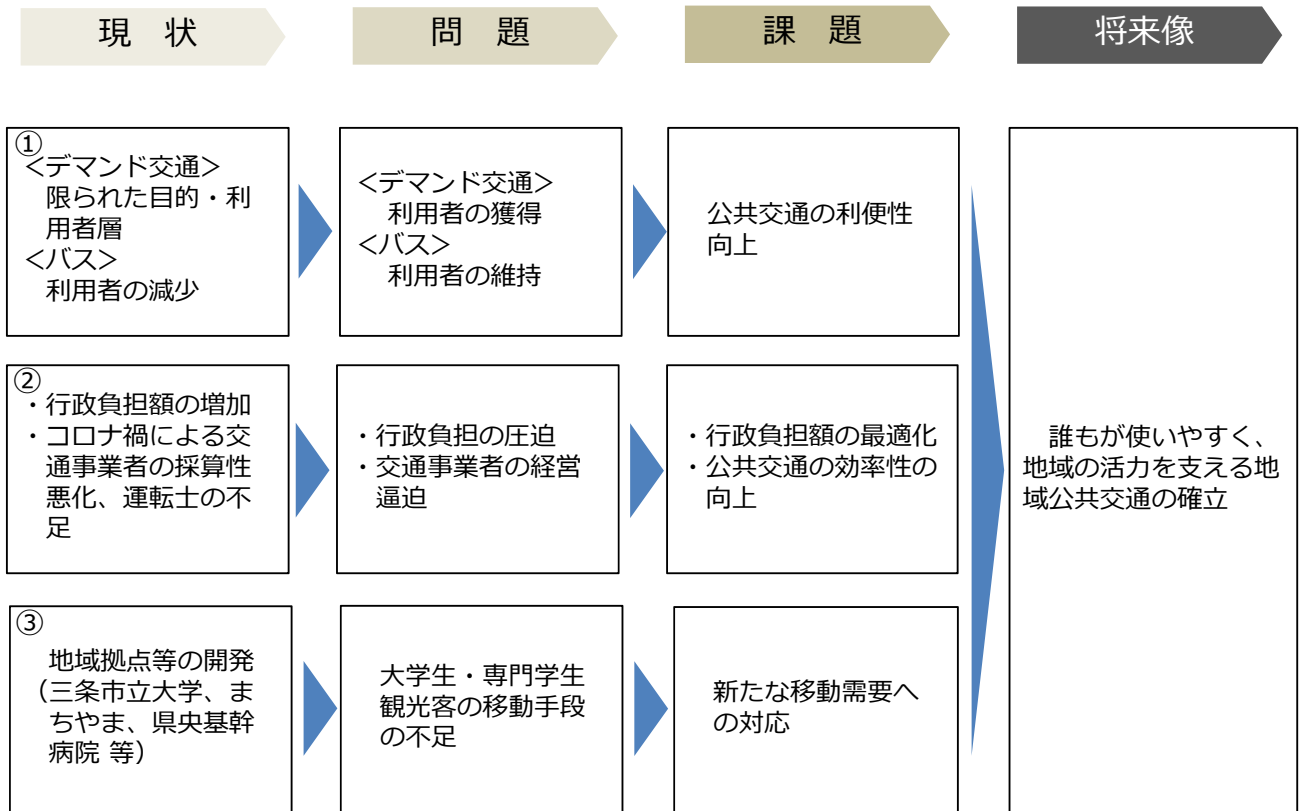 現 状
問 題
課 題
将来像
①
<デマンド交通>
限られた目的・利
用者層
<バス>
利用者の減少
<デマンド交通>
利用者の獲得
<バス>
利用者の維持
公共交通の利便性
向上
②
・行政負担額の増加
・コロナ禍による交
通事業者の採算性
悪化、運転士の不
足
・行政負担の圧迫
・交通事業者の経営
逼迫
・行政負担額の最適化
・公共交通の効率性の
向上
③
地域拠点等の開発
（三条市立大学、ま
ちやま、県央基幹
病院 等）
大学生・専門学生
観光客の移動手段
の不足
新たな移動需要へ
の対応
誰もが使いやすく、
地域の活力を支える地
域公共交通の確立